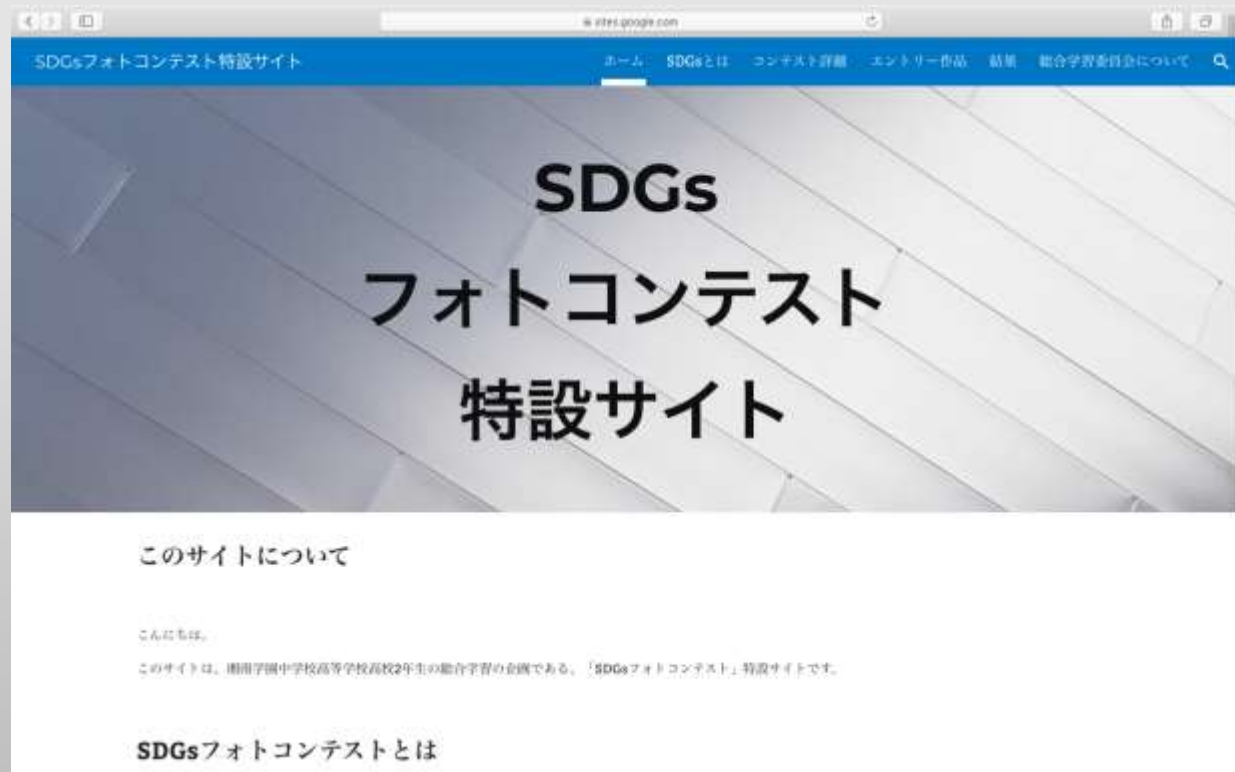 sites.google.com
SDGsフォトコンテスト特設サイト
ホーム SDGsとは コンテスト詳細 エントリー作品 結果 総合学習委員会について
SDGs
フォトコンテスト
特設サイト
このサイトについて
こんにちは。
このサイトは、湘南学園中学校高等学校高校2年生の総合学習の企画である、「SDGsフォトコンテスト」特設サイトです。
SDGsフォトコンテストとは